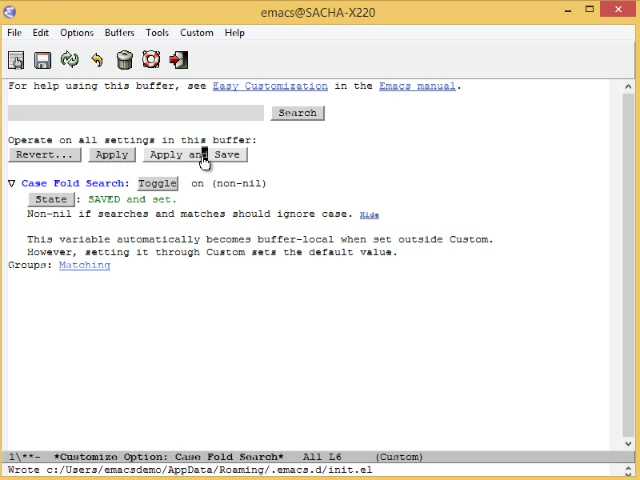 emacs@SACHA-X220
File Edit Options Buffers Tools Custom Help
For help using this buffer, see Easy Customization in the Emacs manual.
Search
Operate on all settings in this buffer:
Revert... Apply Apply and Save
▽ Case Fold Search: Toggle on (non-nil)
State : SAVED and set.
Non-nil if searches and matches should ignore case. Hide
This variable automatically becomes buffer-local when set outside Custom.
However, setting it through Custom sets the default value.
Groups: Matching
1\**- *Customize Option: Case Fold Search* All L6 (Custom)
Wrote c:/Users/emacsdemo/AppData/Roaming/.emacs.d/init.el